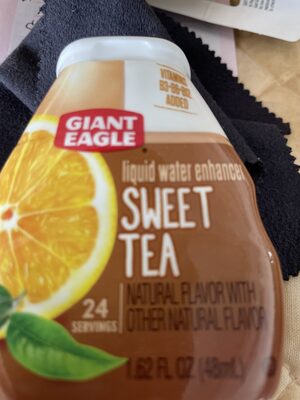 VITAMINS
B3-B6-B12
ADDED
GIANT
EAGLE
liquid water enhancer
SWEET
TEA
24
SERVINGS
NATURAL FLAVOR WITH
OTHER NATURAL FLAVOR
1.62 FL OZ (48mL)